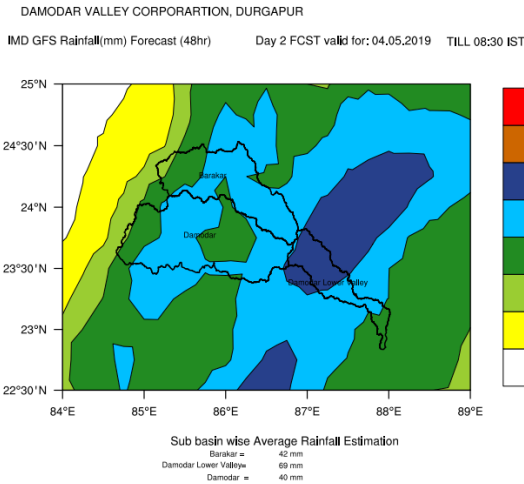 DAMODAR VALLEY CORPORARTION, DURGAPUR
IMD GFS Rainfall(mm) Forecast (48hr) Day 2 FCST valid for: 04.05.2019 TILL 08:30 IST
25°N
24°30'N
24°N
23°30'N
23°N
22°30'N
Barakar
Damodar
Damodar Lower Valley
84°E 85°E 86°E 87°E 88°E 89°E
Sub basin wise Average Rainfall Estimation
Barakar = 42 mm
Damodar Lower Valley= 69 mm
Damodar = 40 mm